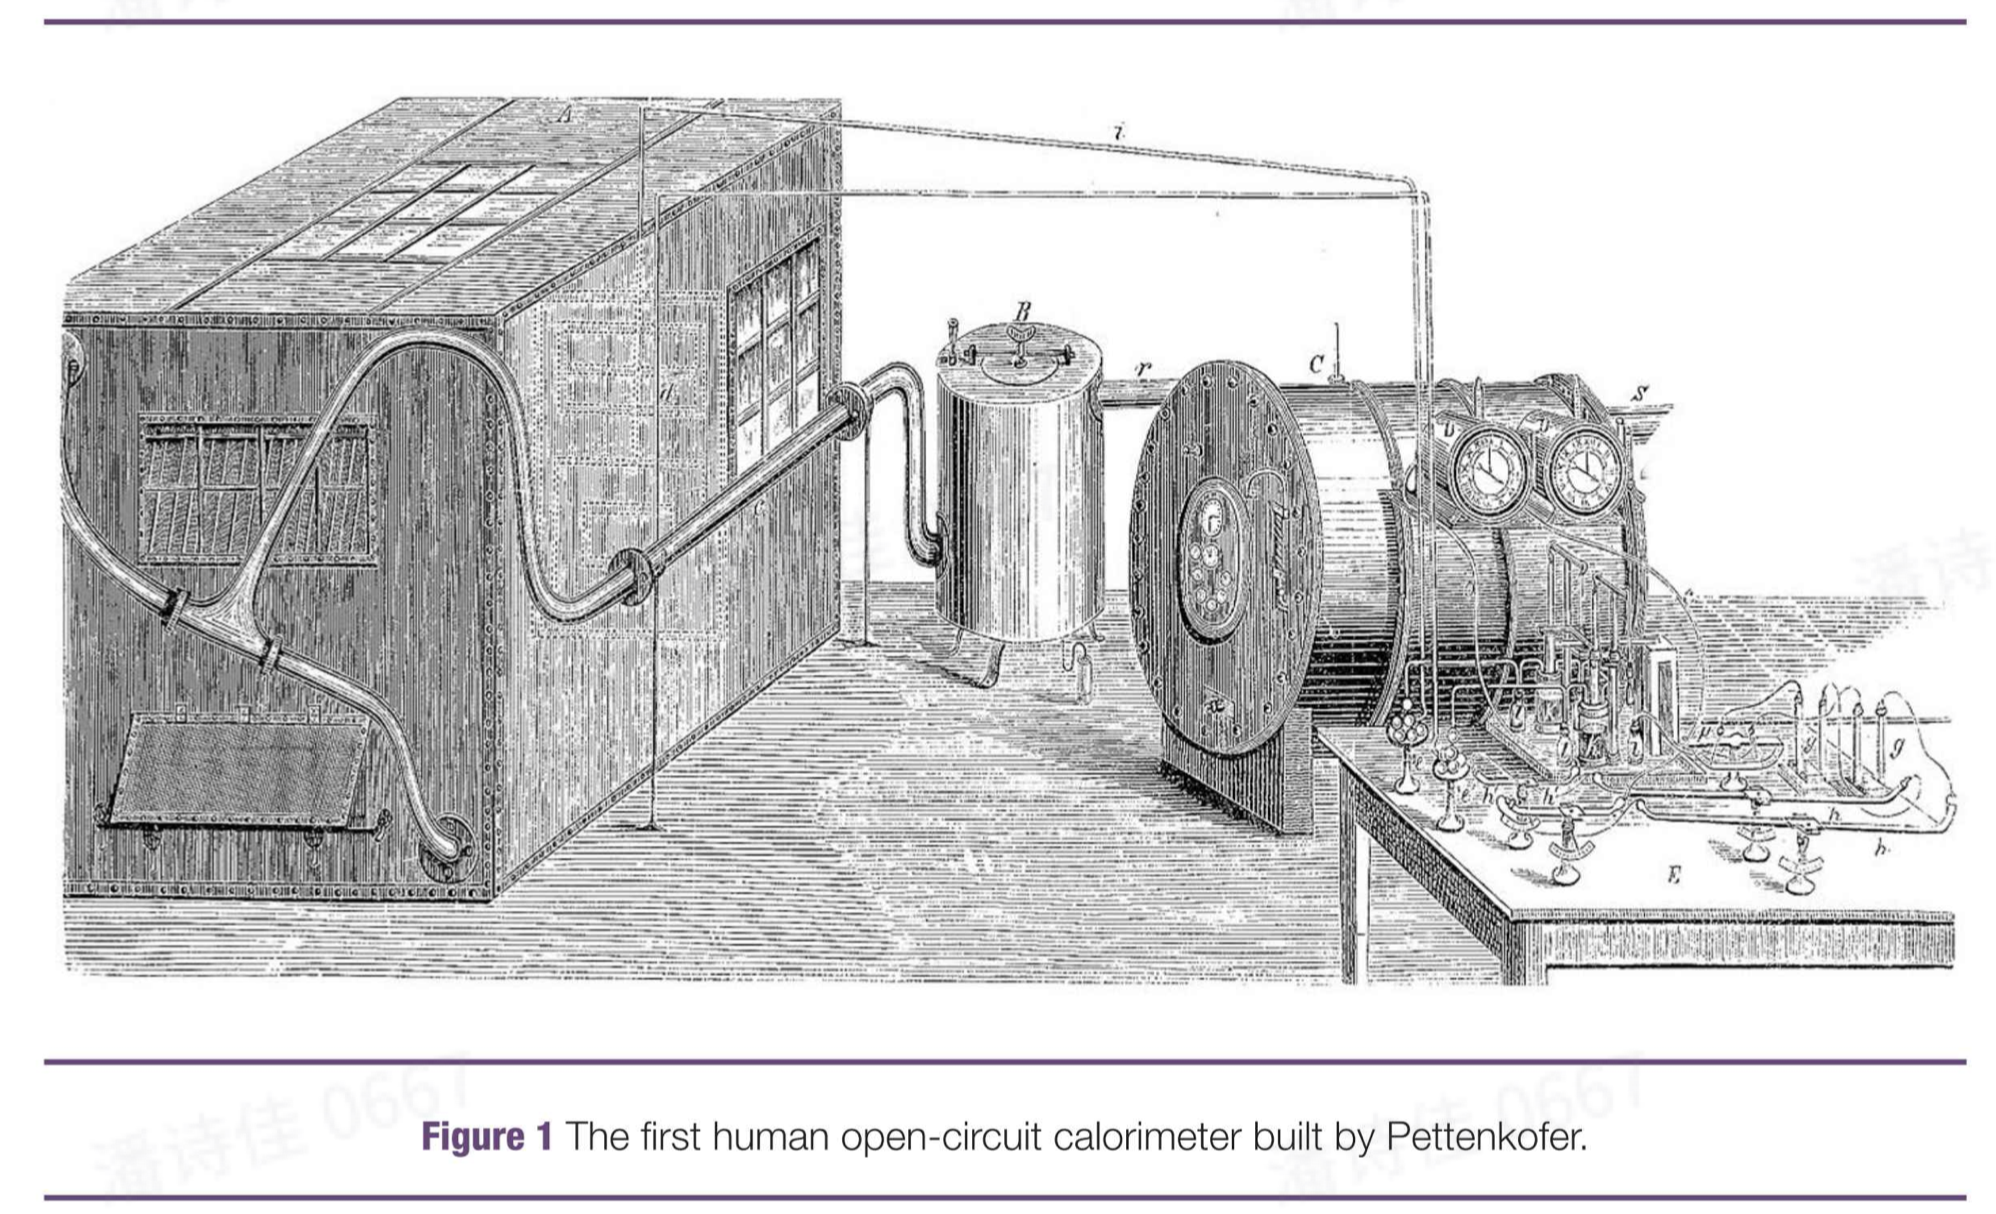 A
i
B
r
C
S
d
c
D
g
h
h
h
E
h
Figure 1 The first human open-circuit calorimeter built by Pettenkofer.
潘诗佳 0667
潘诗佳 0667